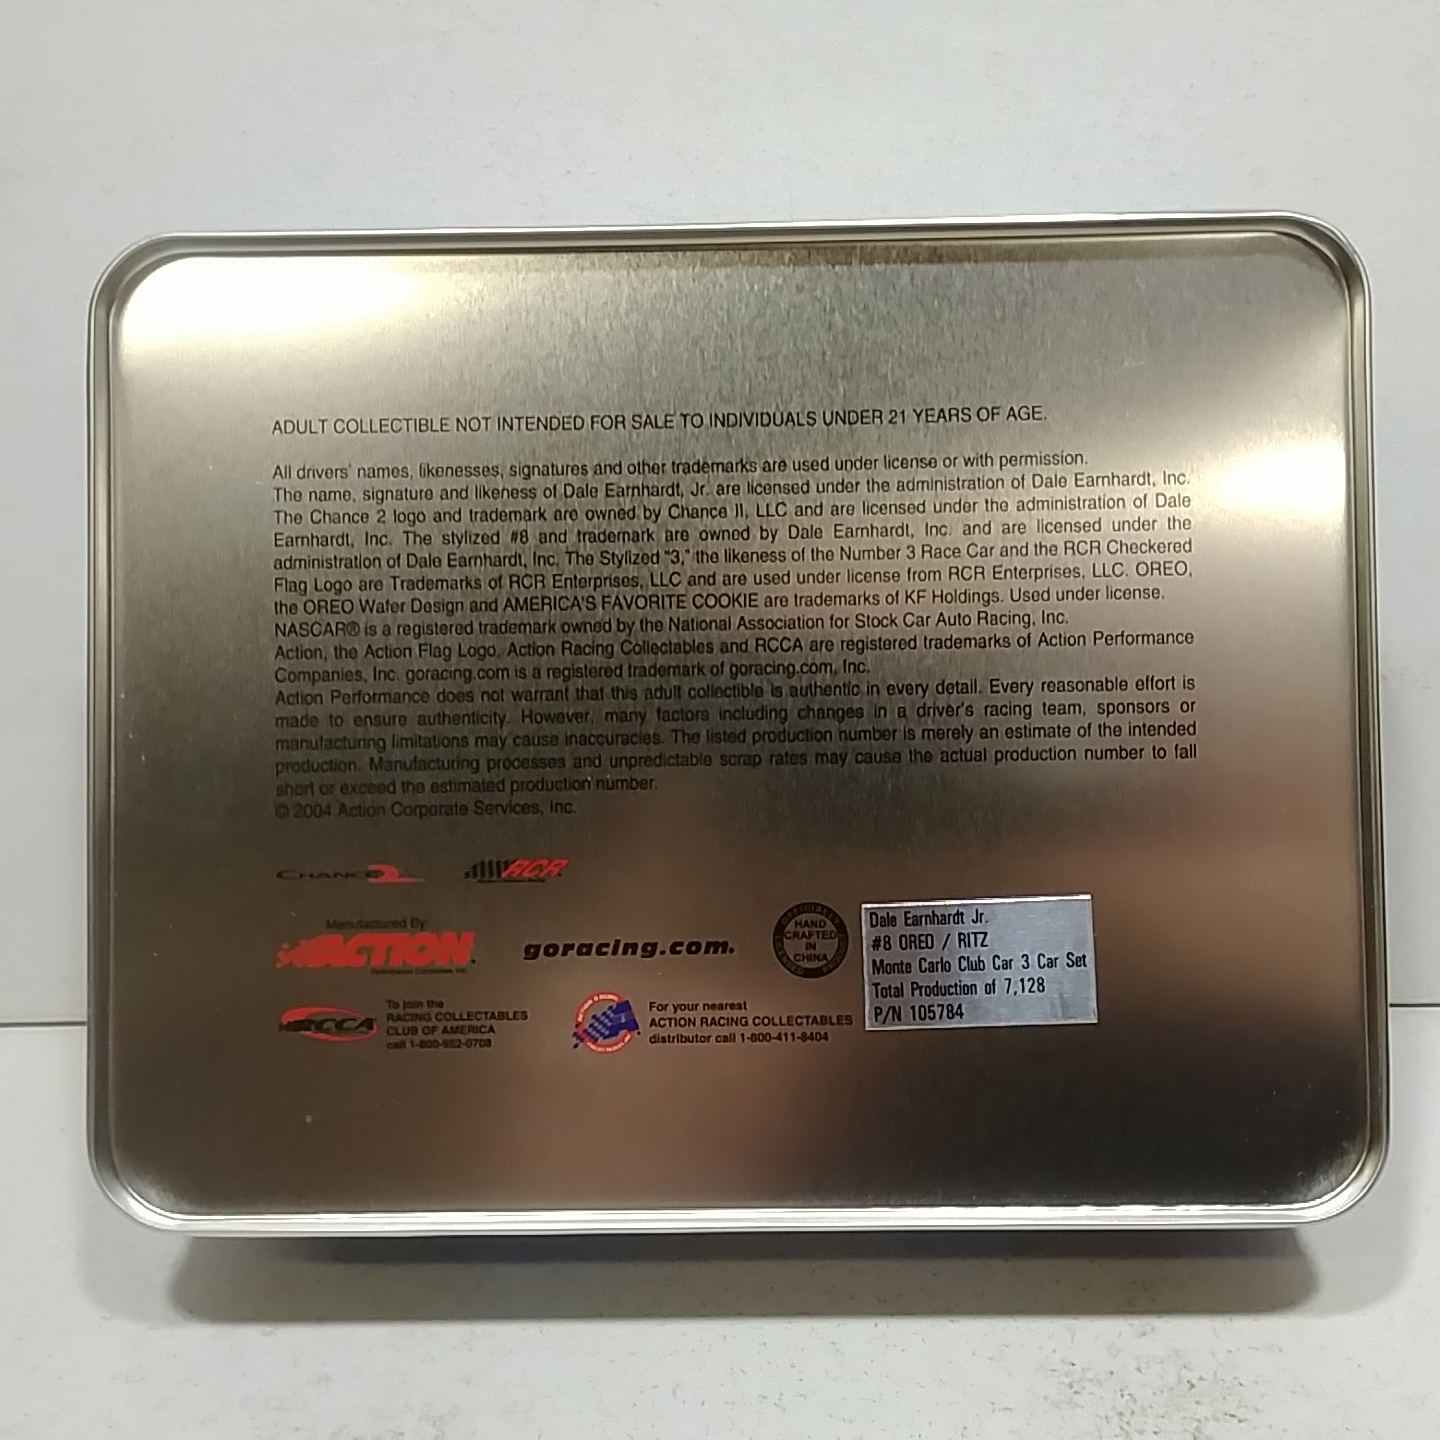 ADULT COLLECTIBLE NOT INTENDED FOR SALE TO INDIVIDUALS UNDER 21 YEARS OF AGE.
All drivers' names, likenesses, signatures and other trademarks are used under license or with permission.
The name, signature and likeness of Dale Earnhardt, Jr. are licensed under the administration of Dale Earnhardt, Inc.
The Chance 2 logo and trademark are owned by Chance II, LLC and are licensed under the administration of Dale
Earnhardt, Inc. The stylized #8 and trademark are owned by Dale Earnhardt, Inc. and are licensed under the
administration of Dale Earnhardt, Inc. The Stylized "3," the likeness of the Number 3 Race Car and the RCR Checkered
Flag Logo are Trademarks of RCR Enterprises, LLC and are used under license from RCR Enterprises, LLC. OREO,
the OREO Wafer Design and AMERICA'S FAVORITE COOKIE are trademarks of KF Holdings. Used under license.
NASCAR® is a registered trademark owned by the National Association for Stock Car Auto Racing, Inc.
Action, the Action Flag Logo, Action Racing Collectables and RCCA are registered trademarks of Action Performance
Companies, Inc. goracing.com is a registered trademark of goracing.com, Inc.
Action Performance does not warrant that this adult collectible is authentic in every detail. Every reasonable effort is
made to ensure authenticity. However, many factors including changes in a driver's racing team, sponsors or
manufacturing limitations may cause inaccuracies. The listed production number is merely an estimate of the intended
production. Manufacturing processes and unpredictable scrap rates may cause the actual production number to fall
short or exceed the estimated production number.
© 2004 Action Corporate Services, Inc.
CHANCE 2
RCR
Manufactured By:
ACTION
goracing.com.
OFFICIALLY
HAND
CRAFTED
IN
CHINA
Dale Earnhardt Jr.
#8 OREO / RITZ
Monte Carlo Club Car 3 Car Set
Total Production of 7,128
P/N 105784
RCCA
To join the
RACING COLLECTABLES
CLUB OF AMERICA
call 1-800-952-0708
For your nearest
ACTION RACING COLLECTABLES
distributor call 1-800-411-8404